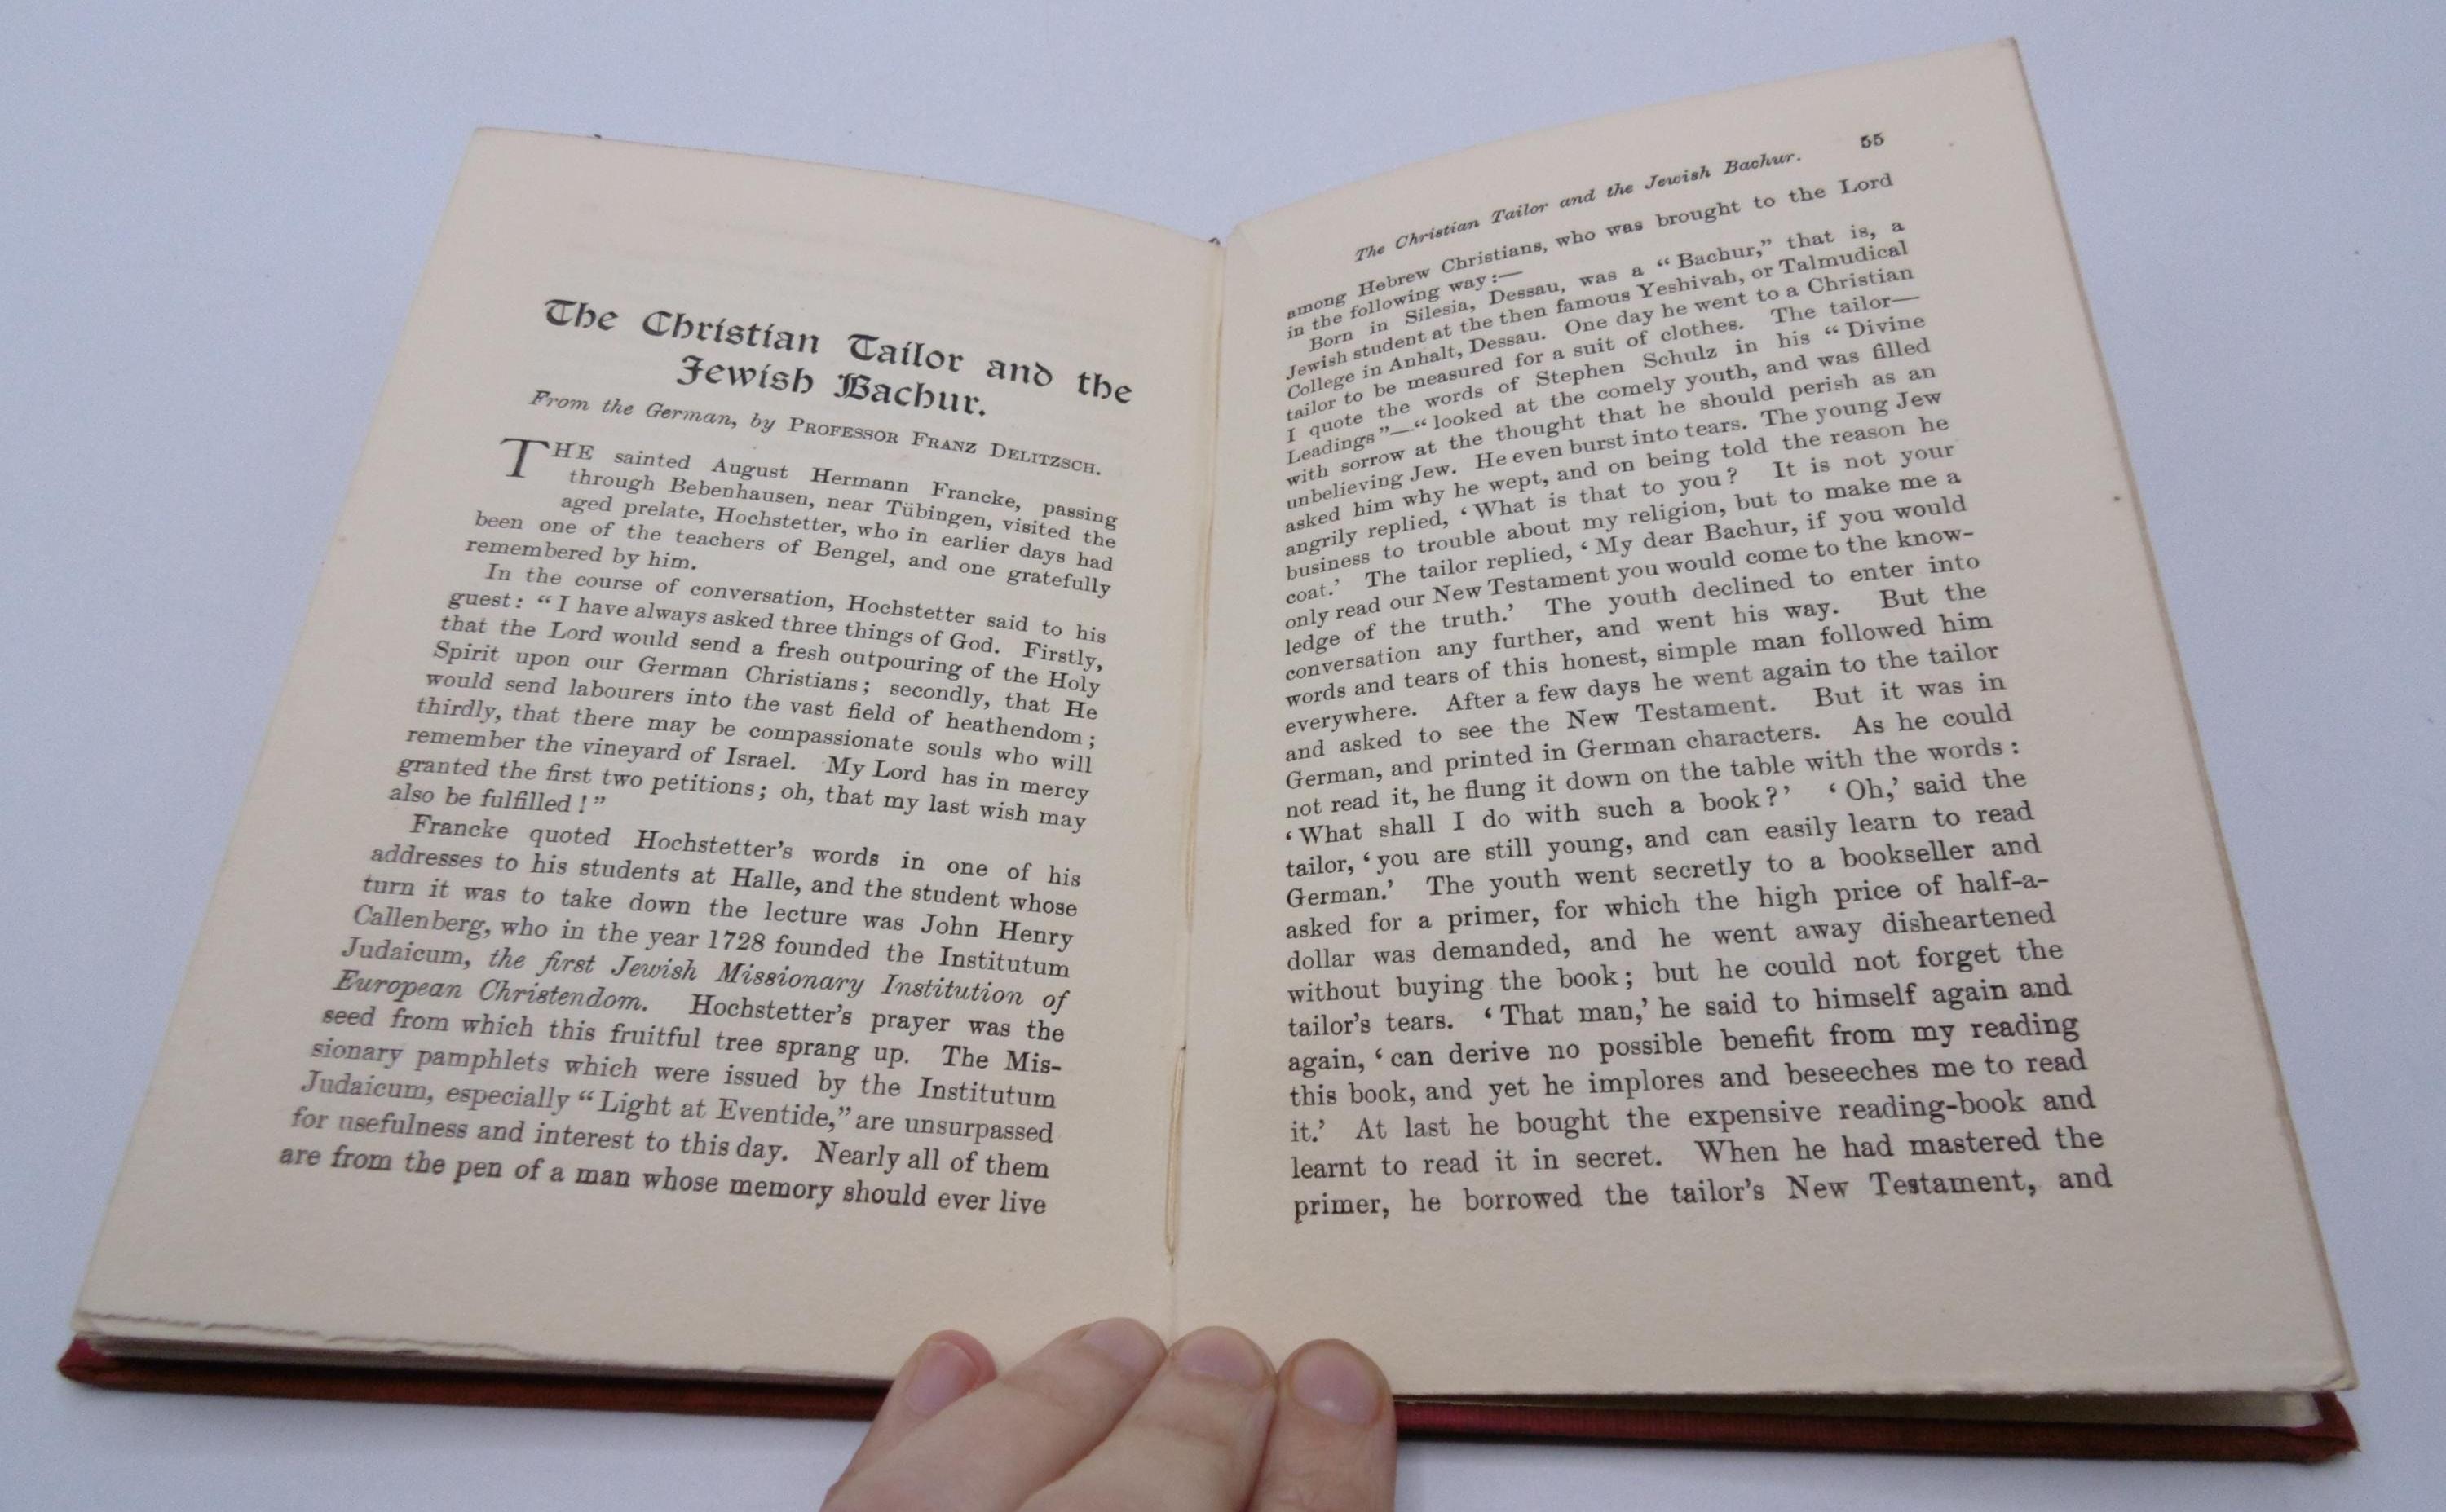 The Christian Tailor and the
Jewish Bachur.
From the German, by PROFESSOR FRANZ DELITZSCH.
THE sainted August Hermann Francke, passing
through Bebenhausen, near Tübingen, visited the
aged prelate, Hochstetter, who in earlier days had
been one of the teachers of Bengel, and one gratefully
remembered by him.
In the course of conversation, Hochstetter said to his
guest: “I have always asked three things of God. Firstly,
that the Lord would send a fresh outpouring of the Holy
Spirit upon our German Christians; secondly, that He
would send labourers into the vast field of heathendom;
thirdly, that there may be compassionate souls who will
remember the vineyard of Israel. My Lord has in mercy
granted the first two petitions; oh, that my last wish may
also be fulfilled!”
Francke quoted Hochstetter’s words in one of his
addresses to his students at Halle, and the student whose
turn it was to take down the lecture was John Henry
Callenberg, who in the year 1728 founded the Institutum
Judaicum, the first Jewish Missionary Institution of
European Christendom. Hochstetter’s prayer was the
seed from which this fruitful tree sprang up. The Mis-
sionary pamphlets which were issued by the Institutum
Judaicum, especially “Light at Eventide,” are unsurpassed
for usefulness and interest to this day. Nearly all of them
are from the pen of a man whose memory should ever live
The Christian Tailor and the Jewish Bachur. 55
among Hebrew Christians, who was brought to the Lord
in the following way:—
Born in Silesia, Dessau, was a “Bachur,” that is, a
Jewish student at the then famous Yeshivah, or Talmudical
College in Anhalt, Dessau. One day he went to a Christian
tailor to be measured for a suit of clothes. The tailor—
I quote the words of Stephen Schulz in his “Divine
Leadings”—“looked at the comely youth, and was filled
with sorrow at the thought that he should perish as an
unbelieving Jew. He even burst into tears. The young Jew
asked him why he wept, and on being told the reason he
angrily replied, ‘What is that to you? It is not your
business to trouble about my religion, but to make me a
coat.’ The tailor replied, ‘My dear Bachur, if you would
only read our New Testament you would come to the know-
ledge of the truth.’ The youth declined to enter into
conversation any further, and went his way. But the
words and tears of this honest, simple man followed him
everywhere. After a few days he went again to the tailor
and asked to see the New Testament. But it was in
German, and printed in German characters. As he could
not read it, he flung it down on the table with the words:
‘What shall I do with such a book?’ ‘Oh,’ said the
tailor, ‘you are still young, and can easily learn to read
German.’ The youth went secretly to a bookseller and
asked for a primer, for which the high price of half-a-
dollar was demanded, and he went away disheartened
without buying the book; but he could not forget the
tailor’s tears. ‘That man,’ he said to himself again and
again, ‘can derive no possible benefit from my reading
this book, and yet he implores and beseeches me to read
it.’ At last he bought the expensive reading-book and
learnt to read it in secret. When he had mastered the
primer, he borrowed the tailor’s New Testament, and